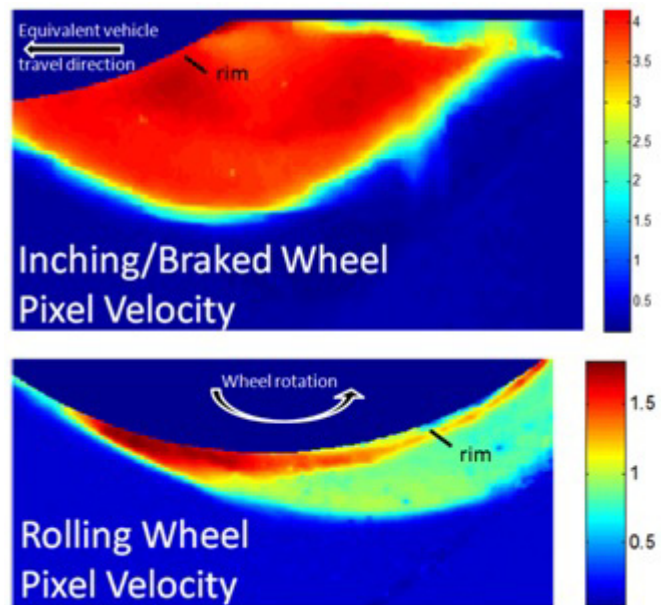 Equivalent vehicle
travel direction
rim
4
3.5
3
2.5
2
1.5
1
0.5
Inching/Braked Wheel
Pixel Velocity
Wheel rotation
rim
1.5
1
0.5
Rolling Wheel
Pixel Velocity